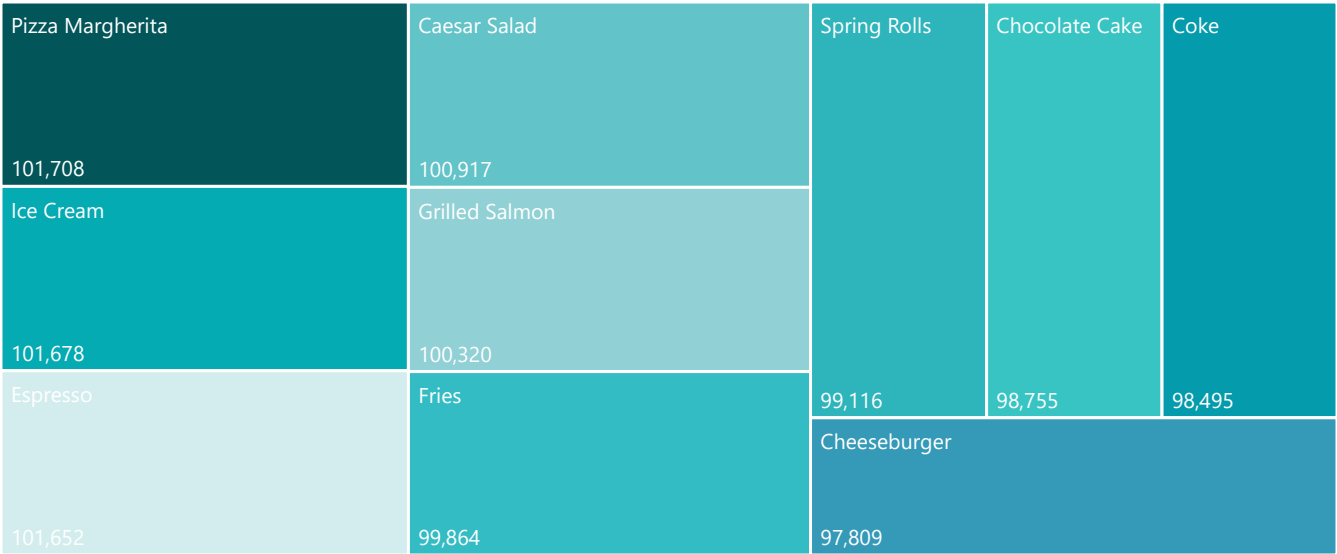 Pizza Margherita
101,708
Ice Cream
101,678
Espresso
101,652
Caesar Salad
100,917
Grilled Salmon
100,320
Fries
99,864
Spring Rolls
99,116
Chocolate Cake
98,755
Coke
98,495
Cheeseburger
97,809